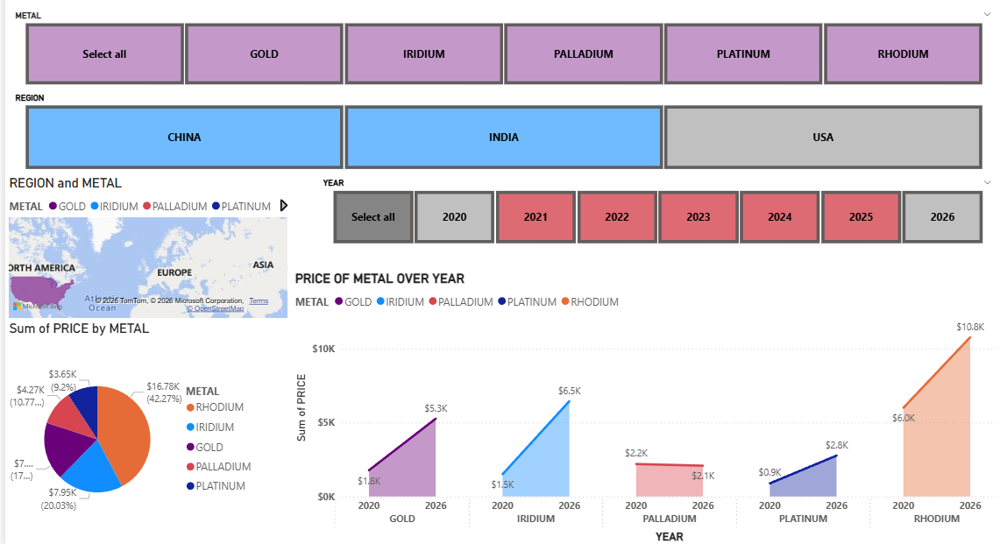 METAL
Select all GOLD IRIDIUM PALLADIUM PLATINUM RHODIUM
REGION
CHINA INDIA USA
REGION and METAL
METAL GOLD IRIDIUM PALLADIUM PLATINUM
ORTH AMERICA
EUROPE
ASIA
Ocean
© 2026 TomTom, © 2026 Microsoft Corporation, Terms
© OpenStreetMap
Microsoft Bing
YEAR
Select all 2020 2021 2022 2023 2024 2025 2026
Sum of PRICE by METAL
$3.65K
(9.2%)
$4.27K
(10.77...)
$7....
(17...)
$7.95K
(20.03%)
$16.78K
(42.27%)
METAL
RHODIUM
IRIDIUM
GOLD
PALLADIUM
PLATINUM
PRICE OF METAL OVER YEAR
METAL GOLD IRIDIUM PALLADIUM PLATINUM RHODIUM
Sum of PRICE
$10K
$5K
$0K
$1.8K $5.3K
$1.5K $6.5K
$2.2K $2.1K
$0.9K $2.8K
$6.0K $10.8K
2020 2026 2020 2026 2020 2026 2020 2026 2020 2026
GOLD IRIDIUM PALLADIUM PLATINUM RHODIUM
YEAR